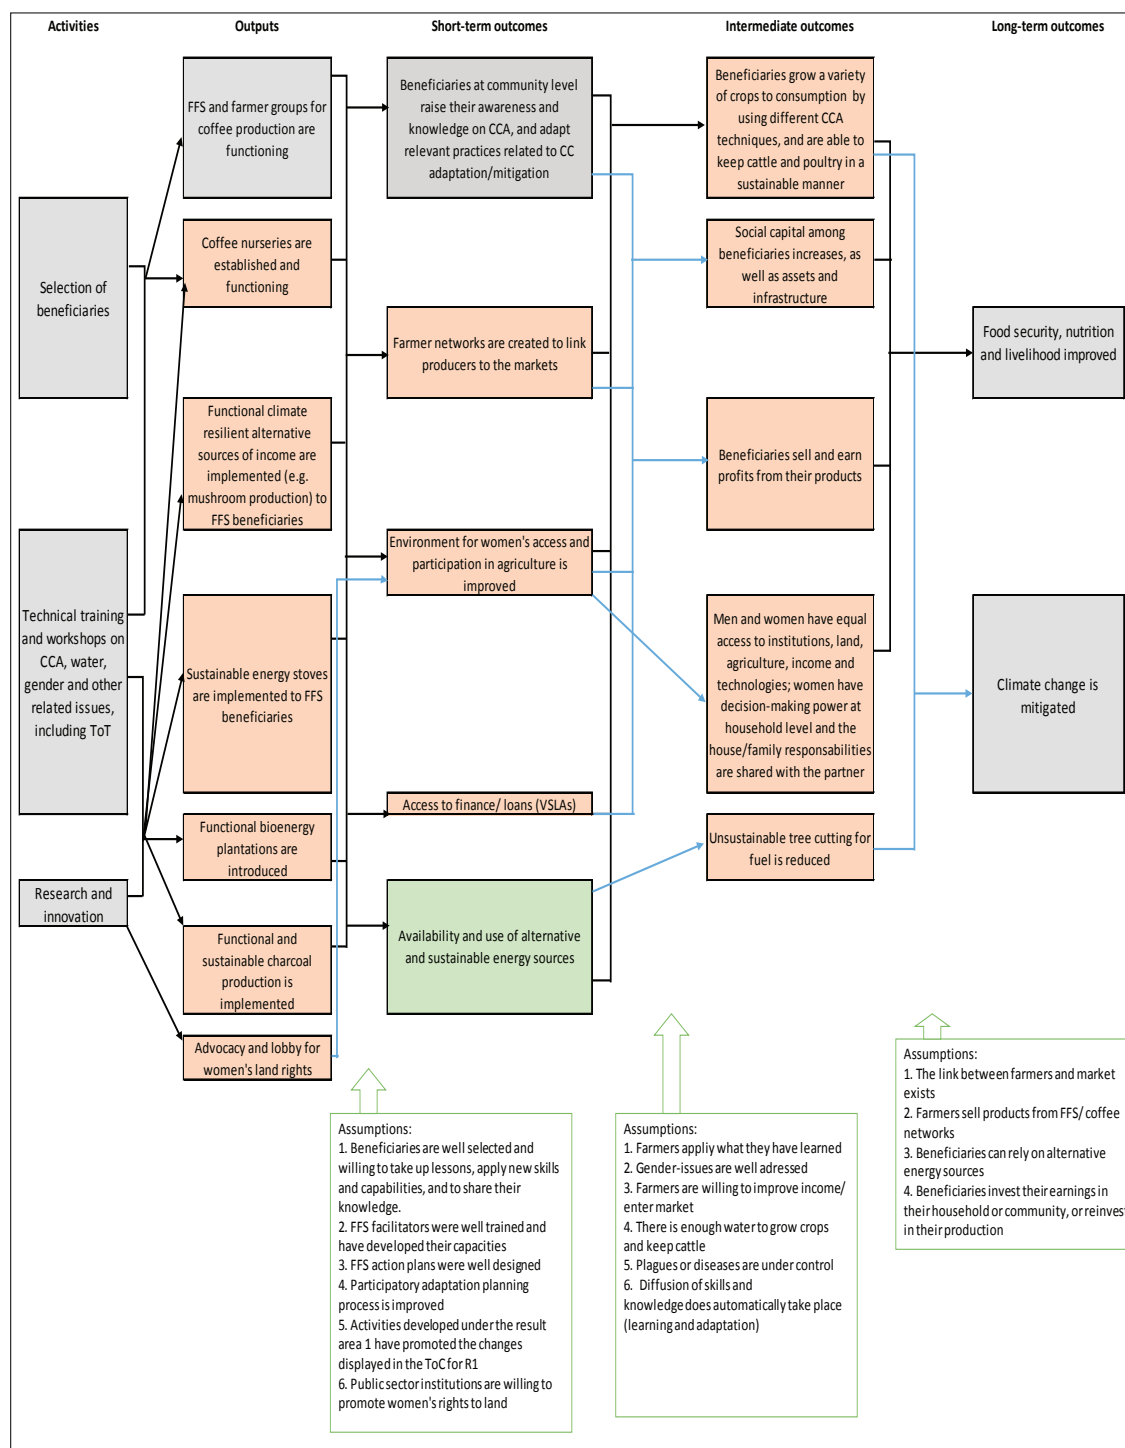 Activities
Outputs
Short-term outcomes
Intermediate outcomes
Long-term outcomes
Selection of
beneficiaries
Technical training
and workshops on
CCA, water,
gender and other
related issues,
including ToT
Research and
innovation
FFS and farmer groups for
coffee production are
functioning
Coffee nurseries are
established and
functioning
Functional climate
resilient alternative
sources of income are
implemented (e.g.
mushroom production) to
FFS beneficiaries
Sustainable energy stoves
are implemented to FFS
beneficiaries
Functional bioenergy
plantations are
introduced
Functional and
sustainable charcoal
production is
implemented
Advocacy and lobby for
women's land rights
Beneficiaries at community level
raise their awareness and
knowledge on CCA, and adapt
relevant practices related to CC
adaptation/mitigation
Farmer networks are created to link
producers to the markets
Environment for women's access and
participation in agriculture is
improved
Access to finance/ loans (VSLAs)
Availability and use of alternative
and sustainable energy sources
Beneficiaries grow a variety
of crops to consumption by
using different CCA
techniques, and are able to
keep cattle and poultry in a
sustainable manner
Social capital among
beneficiaries increases, as
well as assets and
infrastructure
Beneficiaries sell and earn
profits from their products
Men and women have equal
access to institutions, land,
agriculture, income and
technologies; women have
decision-making power at
household level and the
house/family responsabilities
are shared with the partner
Unsustainable tree cutting for
fuel is reduced
Food security, nutrition
and livelihood improved
Climate change is
mitigated
Assumptions:
1. Beneficiaries are well selected and
willing to take up lessons, apply new skills
and capabilities, and to share their
knowledge.
2. FFS facilitators were well trained and
have developed their capacities
3. FFS action plans were well designed
4. Participatory adaptation planning
process is improved
5. Activities developed under the result
area 1 have promoted the changes
displayed in the ToC for R1
6. Public sector institutions are willing to
promote women's rights to land
Assumptions:
1. Farmers appliy what they have learned
2. Gender-issues are well adressed
3. Farmers are willing to improve income/
enter market
4. There is enough water to grow crops
and keep cattle
5. Plagues or diseases are under control
6. Diffusion of skills and
knowledge does automatically take place
(learning and adaptation)
Assumptions:
1. The link between farmers and market
exists
2. Farmers sell products from FFS/ coffee
networks
3. Beneficiaries can rely on alternative
energy sources
4. Beneficiaries invest their earnings in
their household or community, or reinvest
in their production